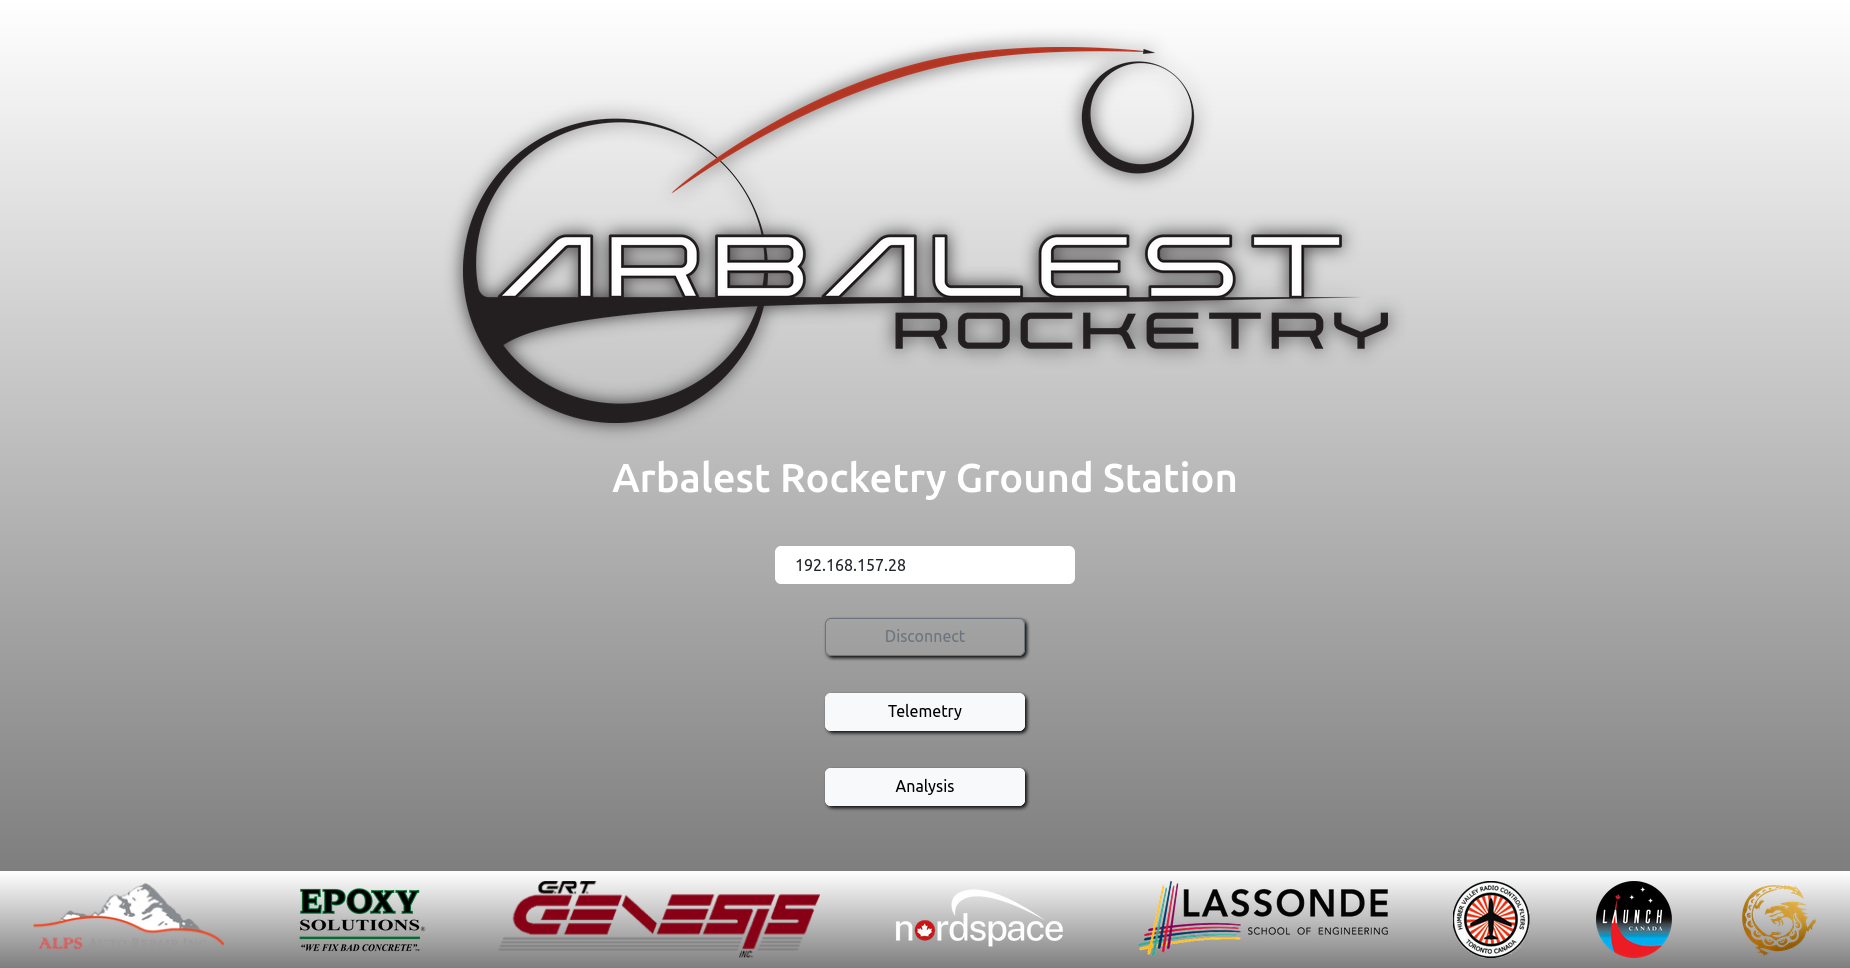 ARBALEST
ROCKETRY
Arbalest Rocketry Ground Station
192.168.157.28
Disconnect
Telemetry
Analysis
ALPS
EPOXY
SOLUTIONS®
"WE FIX BAD CONCRETE"™
G.R.T.
GENESIS
INC.
nordspace
LASSONDE
SCHOOL OF ENGINEERING
HUMBER VALLEY RADIO CONTROL FLYERS
TORONTO CANADA
LAUNCH
CANADA